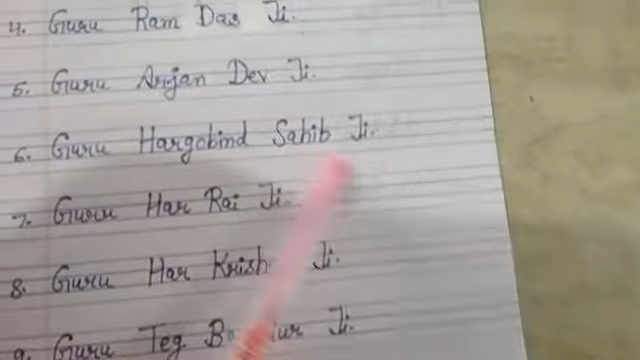 4. Guru Ram Das Ji.
5. Guru Arjan Dev Ji.
6. Guru Hargobind Sahib Ji.
7. Guru Har Rai Ji.
8. Guru Har Krish Ji.
9. Guru Teg Ji.